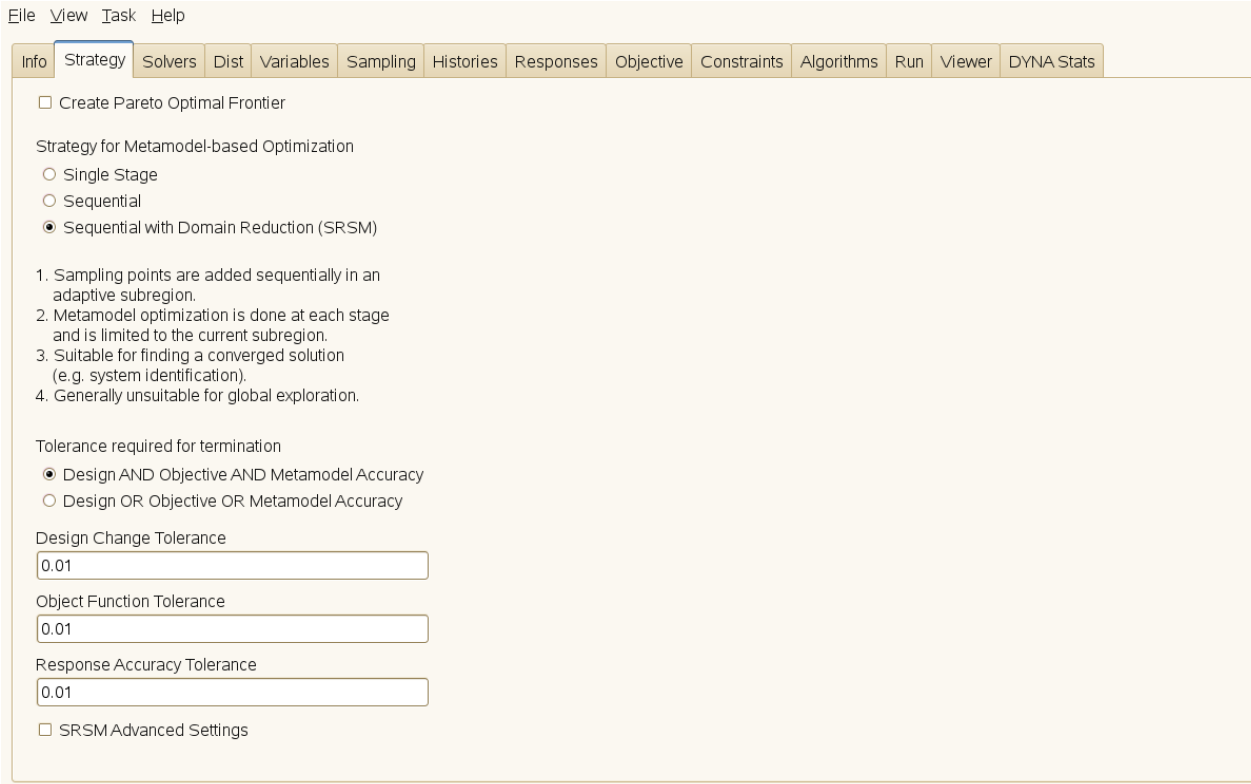 File View Task Help
Info Strategy Solvers Dist Variables Sampling Histories Responses Objective Constraints Algorithms Run Viewer DYNA Stats
Create Pareto Optimal Frontier
Strategy for Metamodel-based Optimization
Single Stage
Sequential
Sequential with Domain Reduction (SRSM)
1. Sampling points are added sequentially in an
adaptive subregion.
2. Metamodel optimization is done at each stage
and is limited to the current subregion.
3. Suitable for finding a converged solution
(e.g. system identification).
4. Generally unsuitable for global exploration.
Tolerance required for termination
Design AND Objective AND Metamodel Accuracy
Design OR Objective OR Metamodel Accuracy
Design Change Tolerance
0.01
Object Function Tolerance
0.01
Response Accuracy Tolerance
0.01
SRSM Advanced Settings